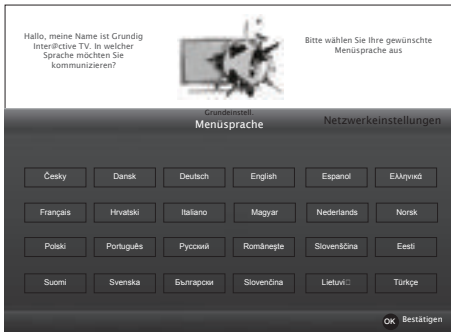 Hallo, meine Name ist Grundig
Inter@ctive TV. In welcher
Sprache möchten Sie
kommunizieren?
Bitte wählen Sie Ihre gewünschte
Menüsprache aus
Grundeinstell.
Menüsprache
Netzwerkeinstellungen
Česky Dansk Deutsch English Espanol Ελληνικά
Français Hrvatski Italiano Magyar Nederlands Norsk
Polski Português Русский Româneşte Slovenščina Eesti
Suomi Svenska Български Slovenčina Lietuvi Türkçe
OK Bestätigen